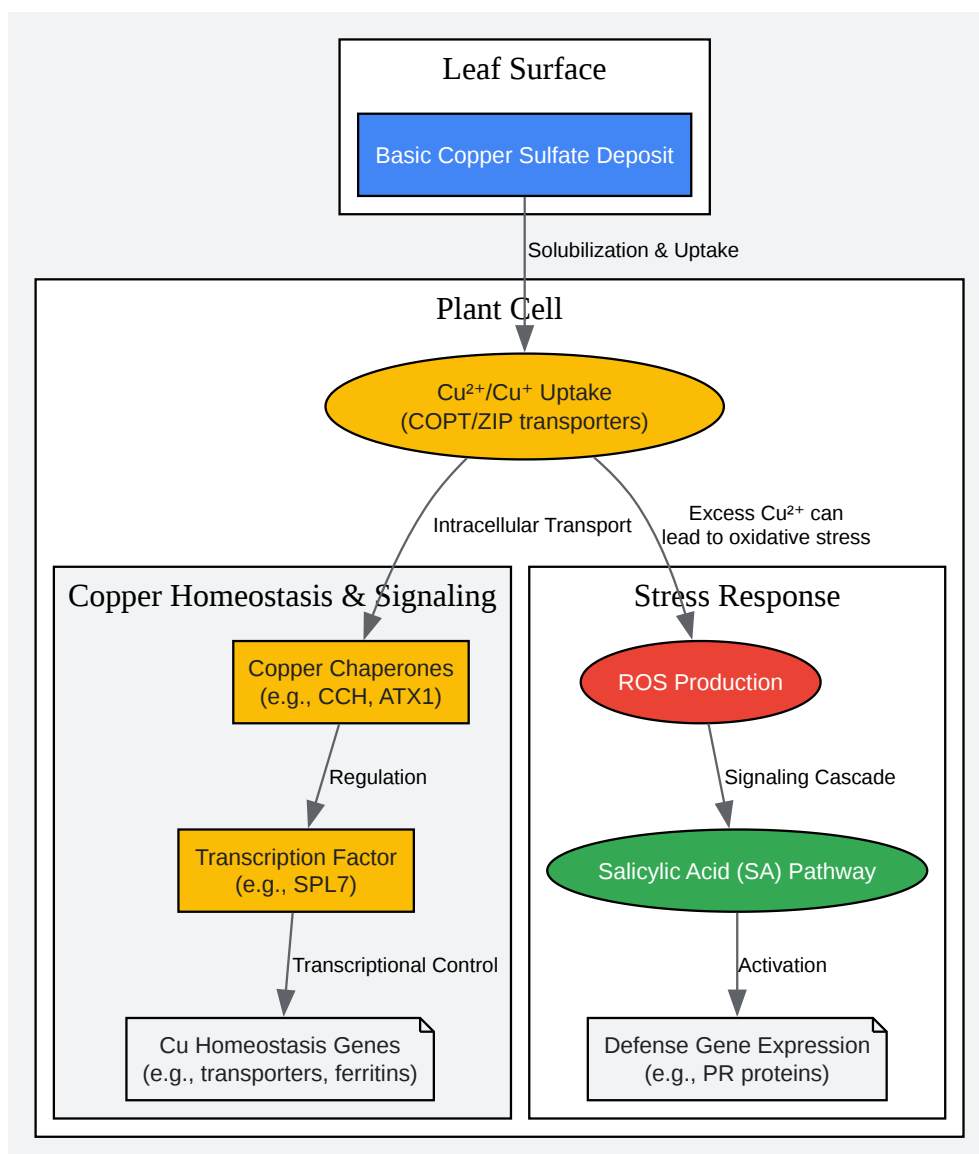 Leaf Surface
Basic Copper Sulfate Deposit
Solubilization & Uptake
Plant Cell
Cu²⁺/Cu⁺ Uptake
(COPT/ZIP transporters)
Intracellular Transport
Excess Cu²⁺ can
lead to oxidative stress
Copper Homeostasis & Signaling
Copper Chaperones
(e.g., CCH, ATX1)
Regulation
Transcription Factor
(e.g., SPL7)
Transcriptional Control
Cu Homeostasis Genes
(e.g., transporters, ferritins)
Stress Response
ROS Production
Signaling Cascade
Salicylic Acid (SA) Pathway
Activation
Defense Gene Expression
(e.g., PR proteins)